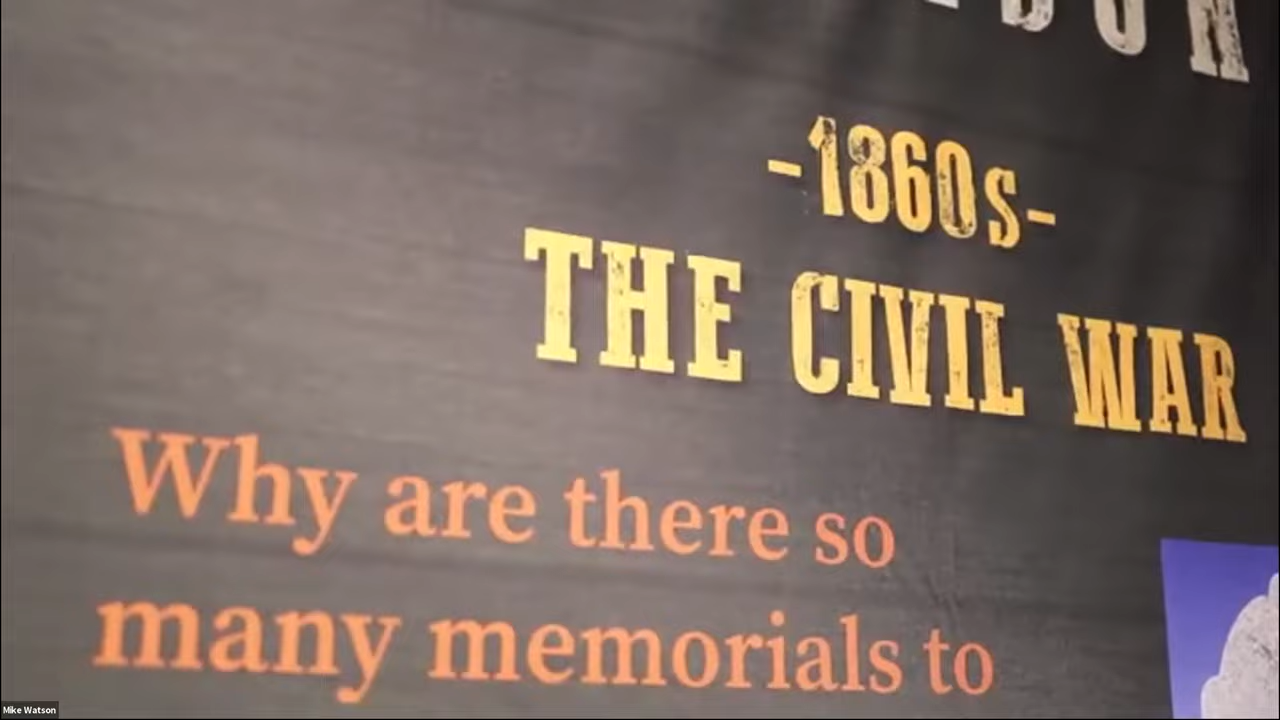 -1860s-
THE CIVIL WAR
Why are there so
many memorials to
Mike Watson